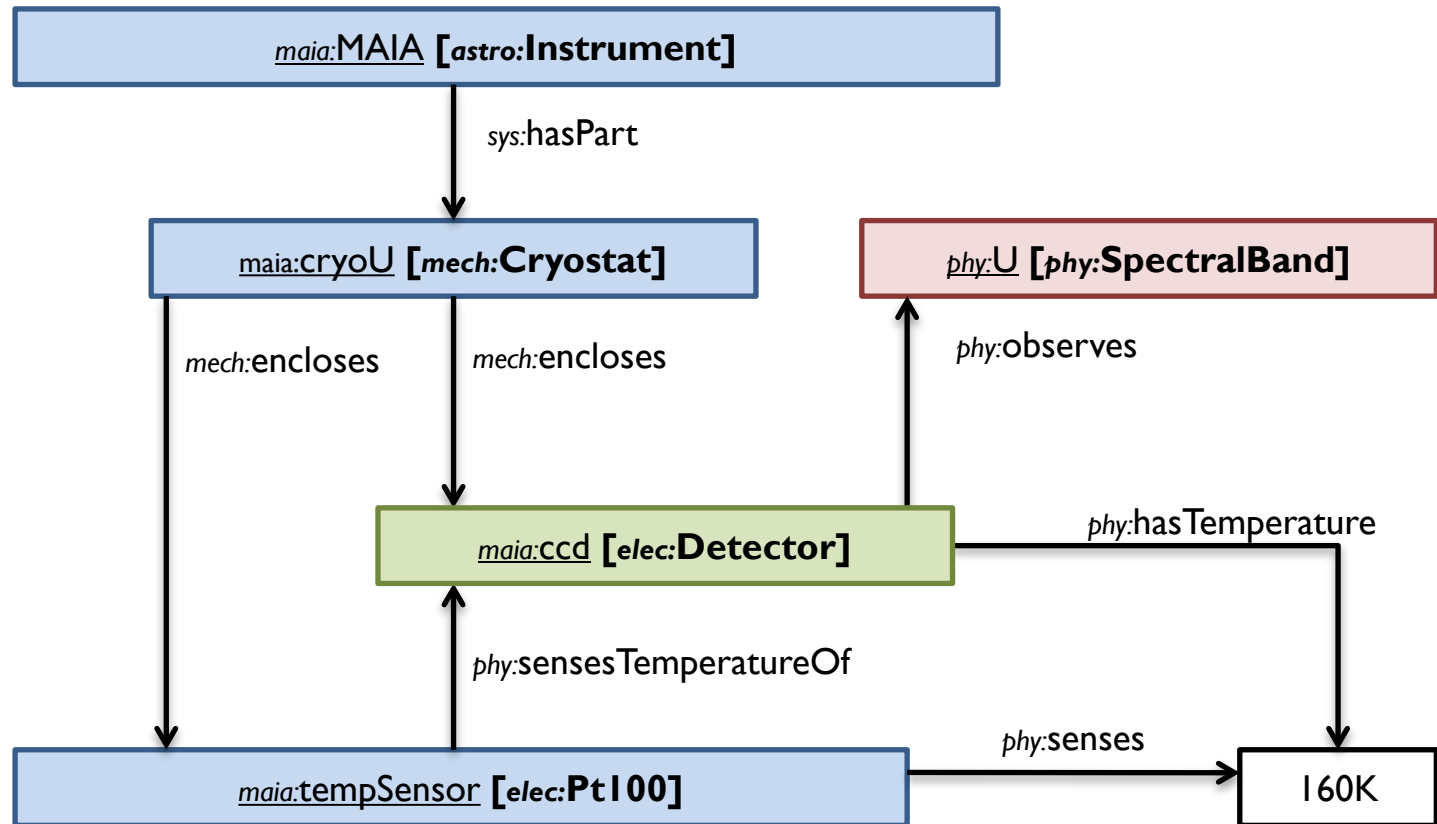 maia:MAIA [astro:Instrument]
sys:hasPart
maia:cryoU [mech:Cryostat]
phy:U [phy:SpectralBand]
mech:encloses
mech:encloses
phy:observes
maia:ccd [elec:Detector]
phy:hasTemperature
phy:sensesTemperatureOf
phy:senses
maia:tempSensor [elec:Pt100]
160K